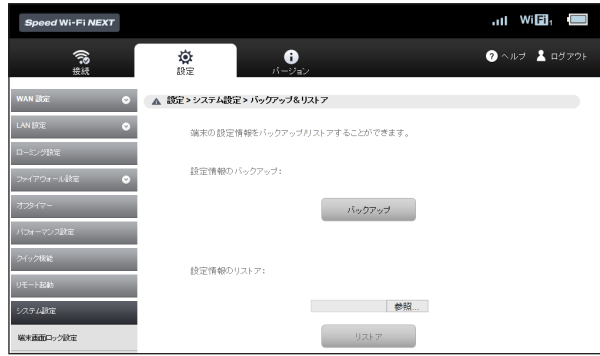 Speed Wi-Fi NEXT
WiFi1
接続
設定
バージョン
ヘルプ
ログアウト
WAN 設定
LAN 設定
ローミング設定
ファイアウォール設定
オフタイマー
パフォーマンス設定
クイック機能
リモート起動
システム設定
端末画面ロック設定
設定 > システム設定 > バックアップ&リストア
端末の設定情報をバックアップ/リストアすることができます。
設定情報のバックアップ:
バックアップ
設定情報のリストア:
参照...
リストア